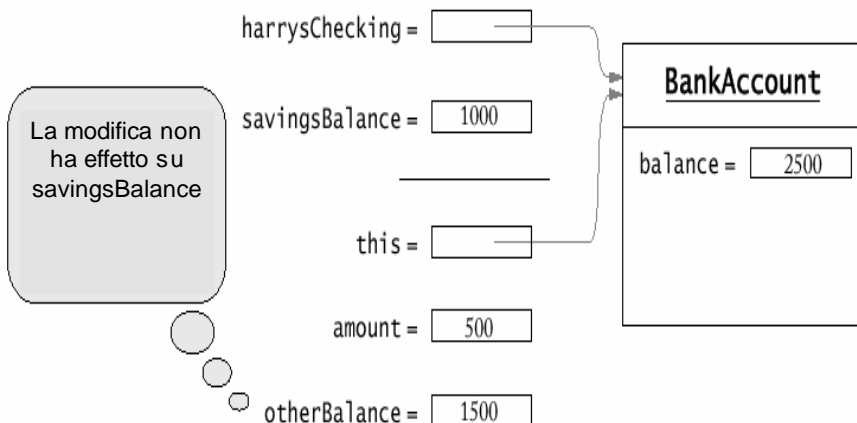 harrysChecking =
BankAccount
La modifica non
ha effetto su
savingsBalance
savingsBalance = 1000
balance = 2500
this =
amount = 500
otherBalance = 1500